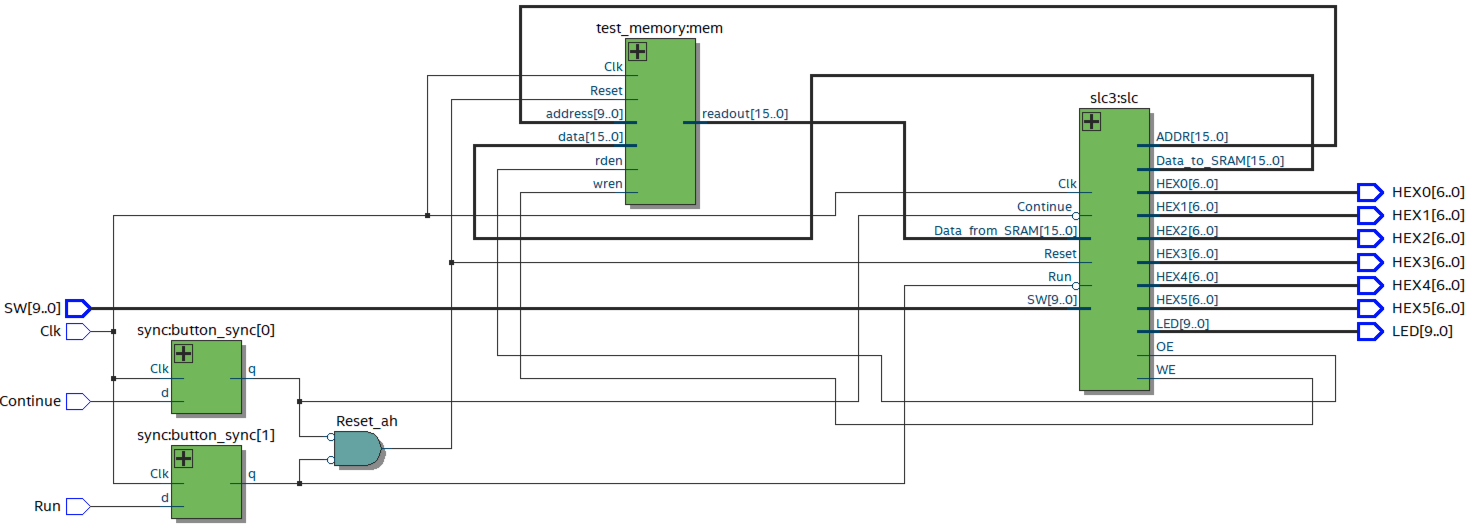 test_memory:mem
Clk
Reset
address[9..0]
data[15..0]
rden
wren
readout[15..0]
slc3:slc
Clk
Continue
Data_from_SRAM[15..0]
Reset
Run
SW[9..0]
ADDR[15..0]
Data_to_SRAM[15..0]
HEX0[6..0]
HEX1[6..0]
HEX2[6..0]
HEX3[6..0]
HEX4[6..0]
HEX5[6..0]
LED[9..0]
OE
WE
HEX0[6..0]
HEX1[6..0]
HEX2[6..0]
HEX3[6..0]
HEX4[6..0]
HEX5[6..0]
LED[9..0]
SW[9..0]
Clk
Continue
Run
sync:button_sync[0]
Clk
d
q
sync:button_sync[1]
Clk
d
q
Reset_ah